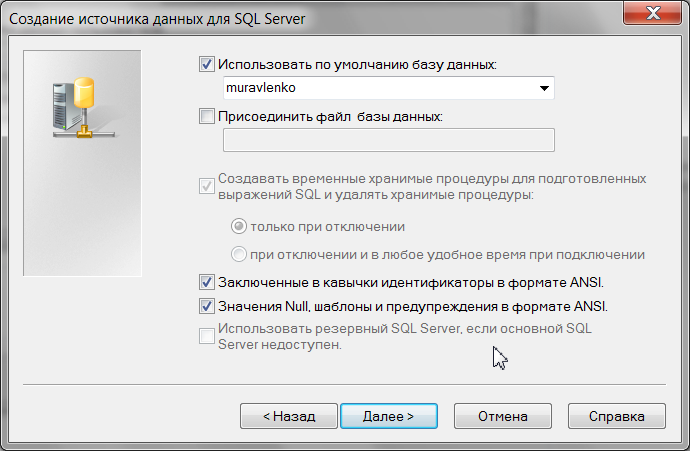 Создание источника данных для SQL Server
Использовать по умолчанию базу данных:
muravlenko
Присоединить файл базы данных:
Создавать временные хранимые процедуры для подготовленных
выражений SQL и удалять хранимые процедуры:
только при отключении
при отключении и в любое удобное время при подключении
Заключенные в кавычки идентификаторы в формате ANSI.
Значения Null, шаблоны и предупреждения в формате ANSI.
Использовать резервный SQL Server, если основной SQL
Server недоступен.
< Назад Далее > Отмена Справка